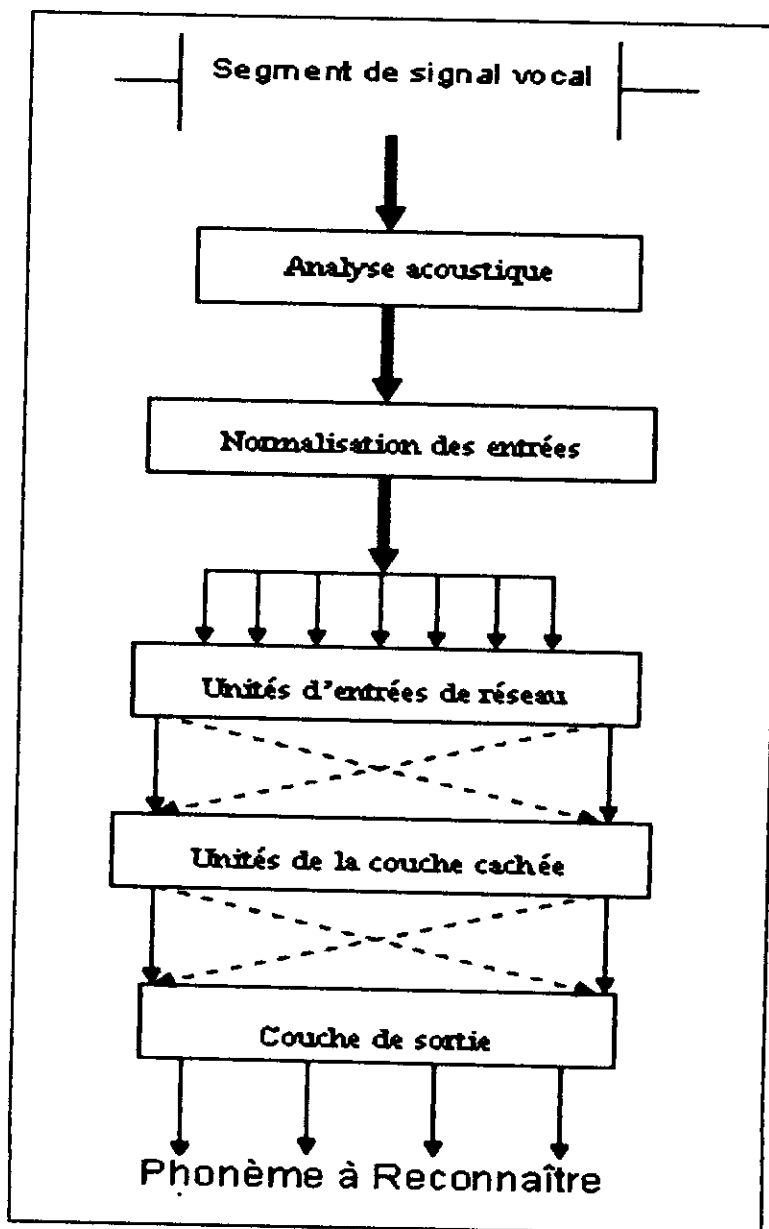 Segment de signal vocal
Analyse acoustique
Normalisation des entrées
Unités d'entrées de réseau
Unités de la couche cachée
Couche de sortie
Phonème à Reconnaître